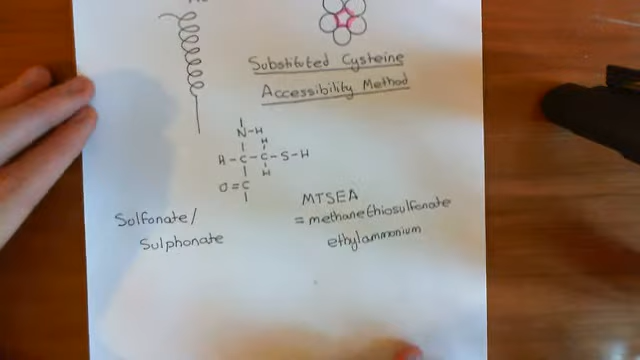 Substituted Cysteine
Accessibility Method
N-H
H
H-C-C-S-H
H
O=C
MTSEA
= methanethiosulfonate
ethylammonium
Solfonate/
Sulphonate